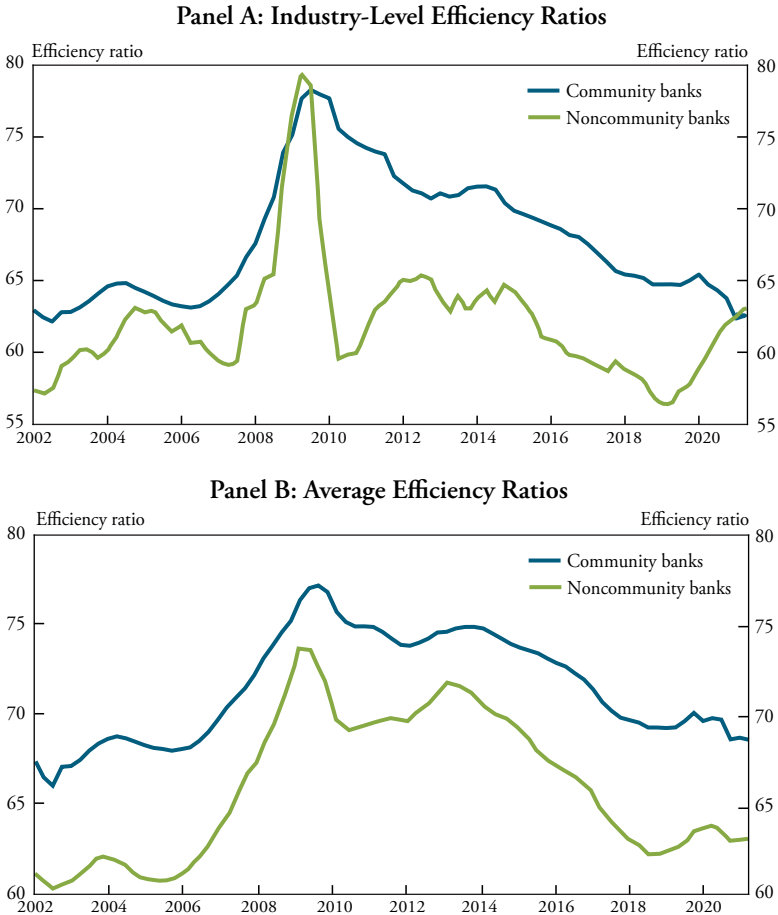 Panel A: Industry-Level Efficiency Ratios
Efficiency ratio Efficiency ratio
80 80
Community banks
Noncommunity banks
75 75
70 70
65 65
60 60
55 55
2002 2004 2006 2008 2010 2012 2014 2016 2018 2020
Panel B: Average Efficiency Ratios
Efficiency ratio Efficiency ratio
80 80
Community banks
Noncommunity banks
75 75
70 70
65 65
60 60
2002 2004 2006 2008 2010 2012 2014 2016 2018 2020